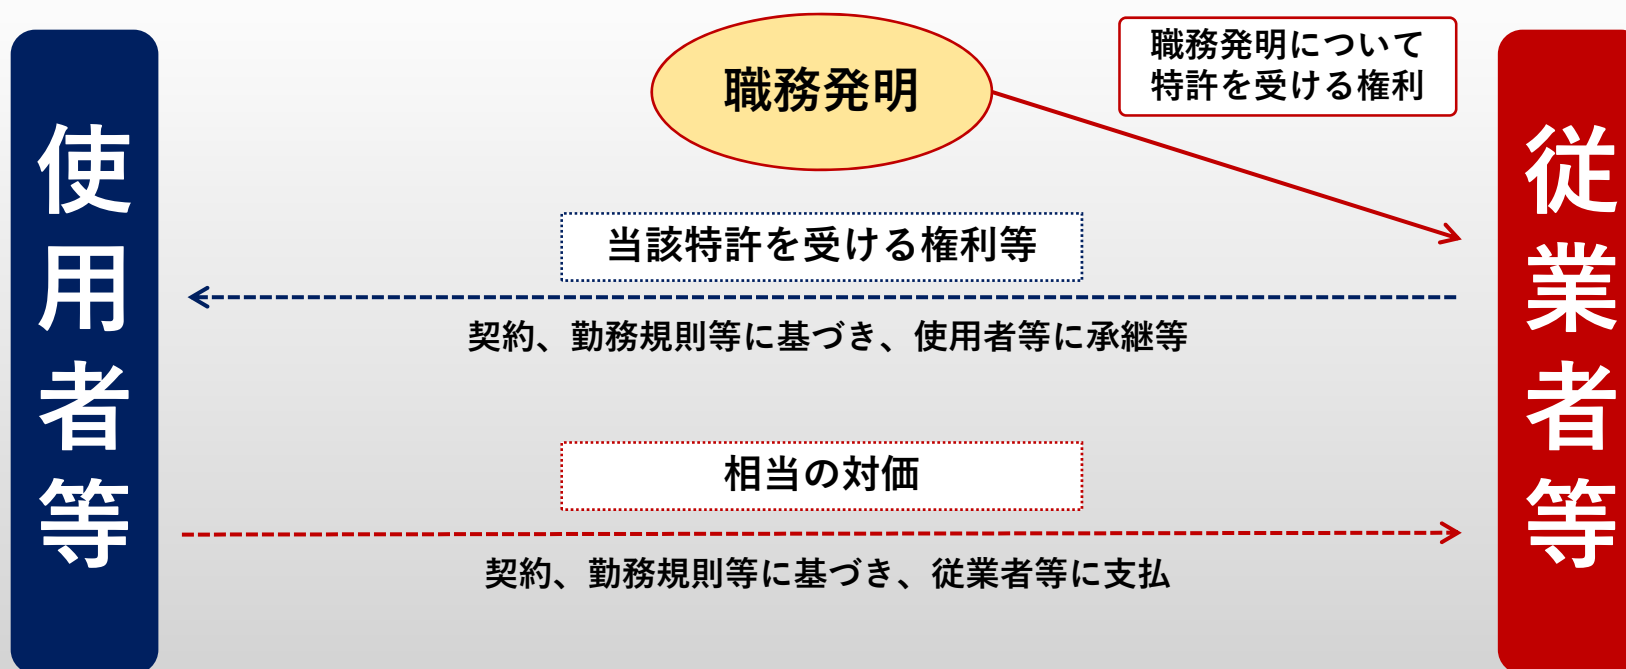 使用者等
職務発明
職務発明について
特許を受ける権利
従業者等
当該特許を受ける権利等
契約、勤務規則等に基づき、使用者等に承継等
相当の対価
契約、勤務規則等に基づき、従業者等に支払